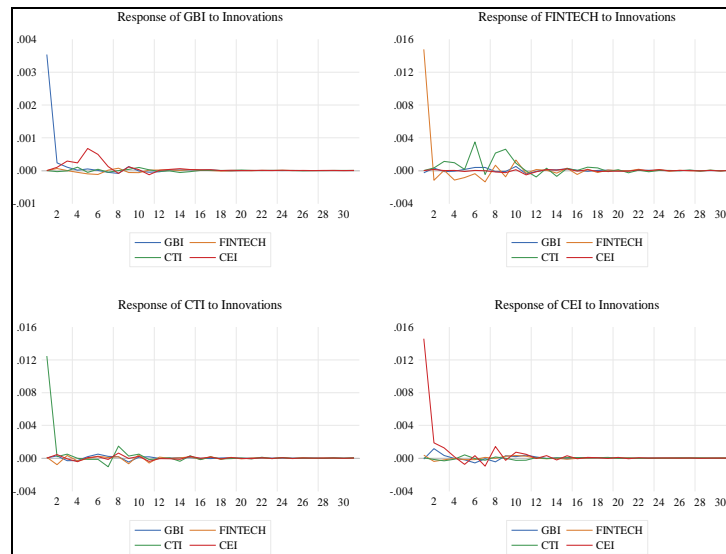 Response of GBI to Innovations
.004
.003
.002
.001
.000
-.001
2 4 6 8 10 12 14 16 18 20 22 24 26 28 30
GBI FINTECH
CTI CEI
Response of FINTECH to Innovations
.016
.012
.008
.004
.000
-.004
2 4 6 8 10 12 14 16 18 20 22 24 26 28 30
GBI FINTECH
CTI CEI
Response of CTI to Innovations
.016
.012
.008
.004
.000
-.004
2 4 6 8 10 12 14 16 18 20 22 24 26 28 30
GBI FINTECH
CTI CEI
Response of CEI to Innovations
.016
.012
.008
.004
.000
-.004
2 4 6 8 10 12 14 16 18 20 22 24 26 28 30
GBI FINTECH
CTI CEI